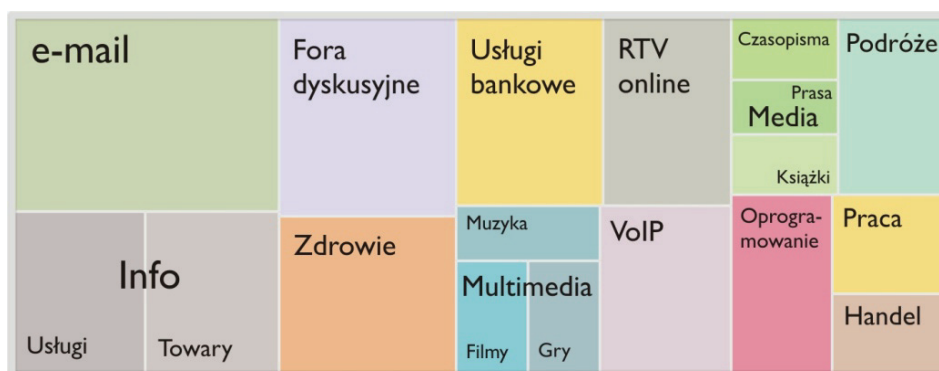 e-mail
Info
Usługi
Towary
Fora
dyskusyjne
Zdrowie
Usługi
bankowe
Muzyka
Multimedia
Filmy
Gry
RTV
online
VoIP
Czasopisma
Prasa
Media
Książki
Oprogra-
mowanie
Podróże
Praca
Handel